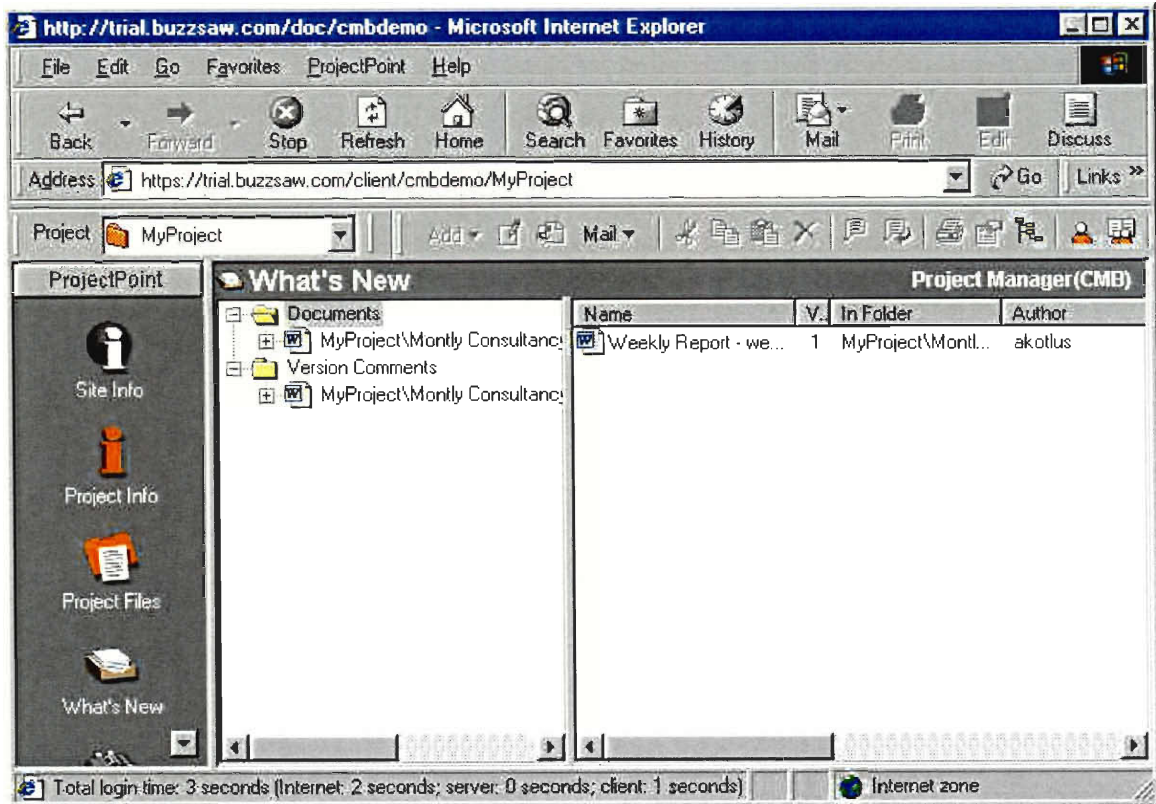 http://trial.buzzsaw.com/doc/cmbdemo - Microsoft Internet Explorer
File Edit Go Favorites ProjectPoint Help
Back Forward Stop Refresh Home Search Favorites History Mail Print Edit Discuss
Address https://trial.buzzsaw.com/client/cmbdemo/MyProject Go Links »
Project MyProject Add Mail
ProjectPoint
What's New Project Manager(CMB)
Documents
MyProject\Montly Consultancy
Version Comments
MyProject\Montly Consultancy
Name V.. In Folder Author
Weekly Report - we... 1 MyProject\Montl... akotlus
Site Info
Project Info
Project Files
What's New
Total login time: 3 seconds (Internet: 2 seconds; server: 0 seconds; client: 1 seconds) Internet zone